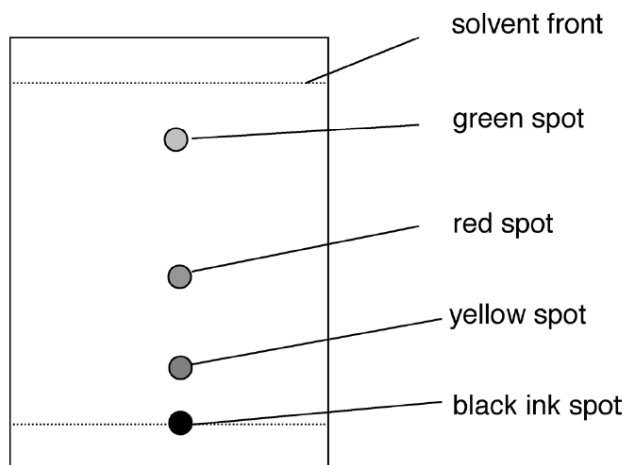 solvent front
green spot
red spot
yellow spot
black ink spot